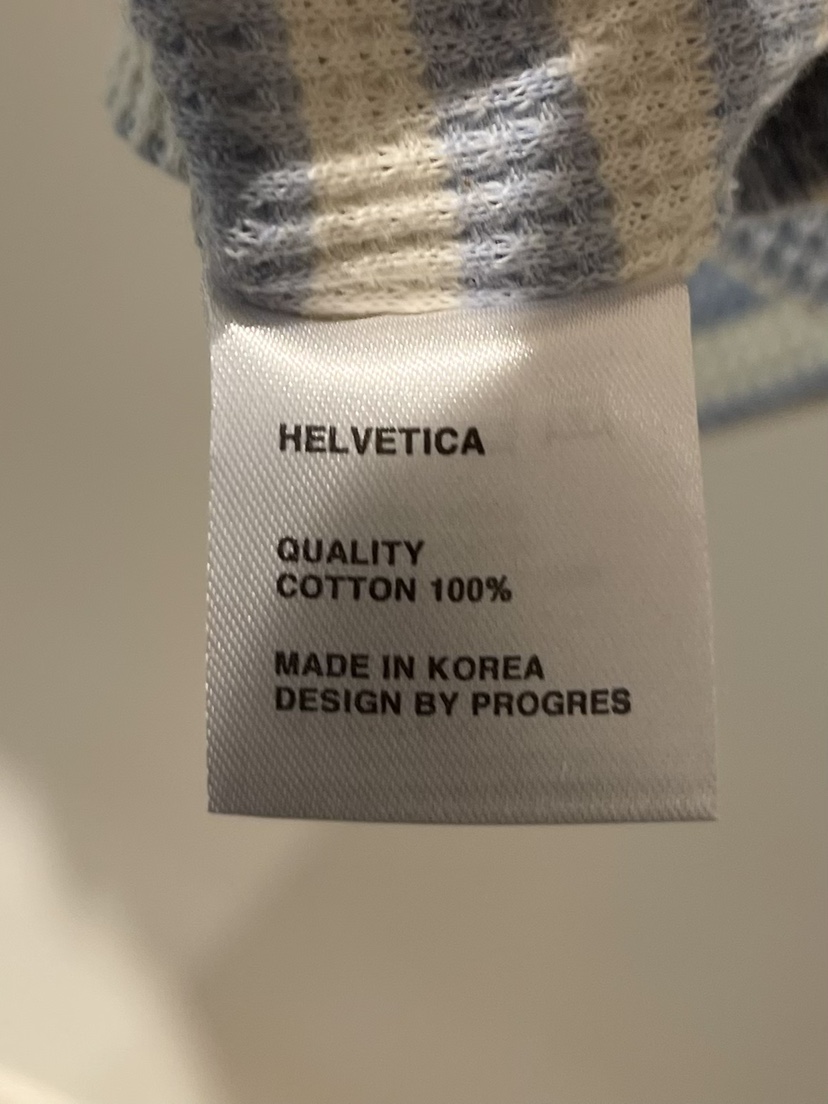 HELVETICA
QUALITY
COTTON 100%
MADE IN KOREA
DESIGN BY PROGRES